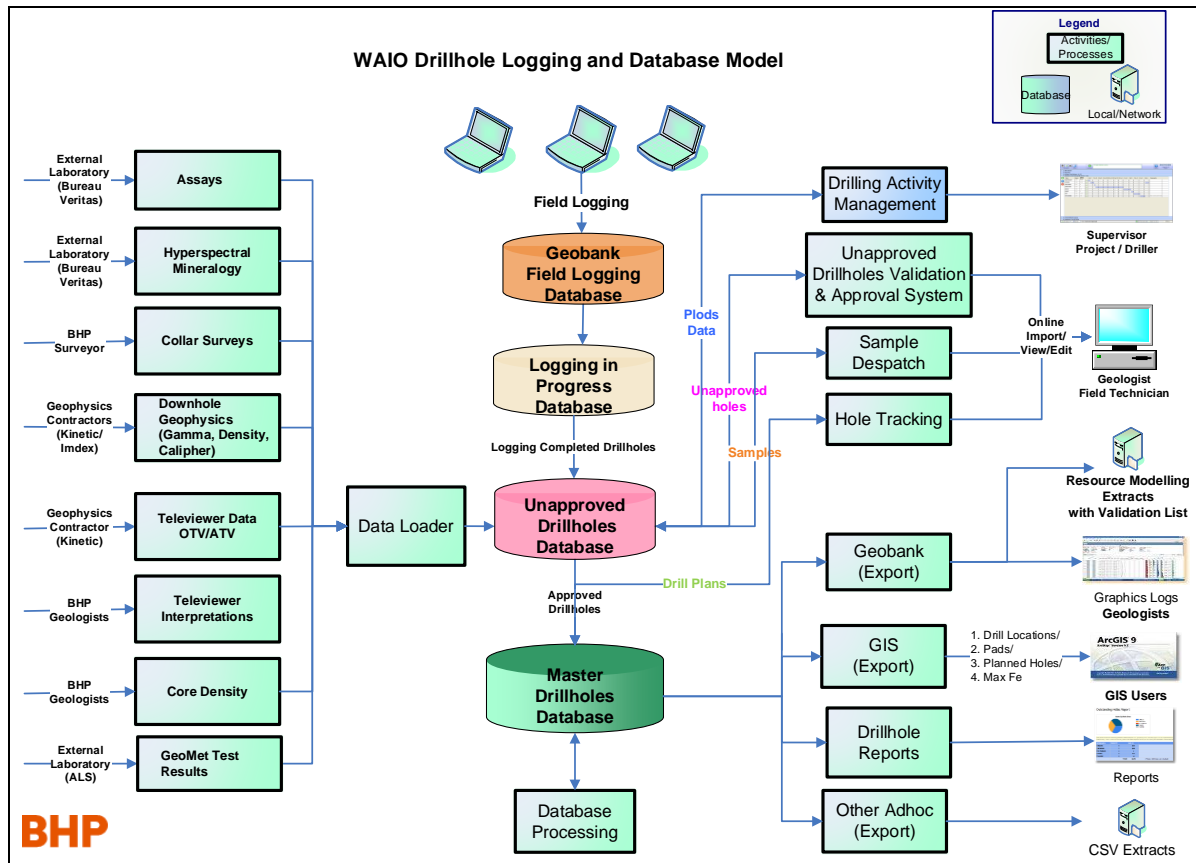 WAIO Drillhole Logging and Database Model
Legend
Activities/
Processes
Database
Local/Network
External
Laboratory
(Bureau
Veritas)
Assays
External
Laboratory
(Bureau
Veritas)
Hyperspectral
Mineralogy
BHP
Surveyor
Collar Surveys
Geophysics
Contractors
(Kinetic/
Imdex)
Downhole
Geophysics
(Gamma, Density,
Calipher)
Geophysics
Contractor
(Kinetic)
Televiewer Data
OTV/ATV
BHP
Geologists
Televiewer
Interpretations
BHP
Geologists
Core Density
External
Laboratory
(ALS)
GeoMet Test
Results
Data Loader
Field Logging
Geobank
Field Logging
Database
Logging in
Progress
Database
Logging Completed Drillholes
Unapproved
Drillholes
Database
Approved
Drillholes
Master
Drillholes
Database
Database
Processing
Plods
Data
Unapproved
holes
Samples
Drill Plans
Drilling Activity
Management
Supervisor
Project / Driller
Unapproved
Drillholes Validation
& Approval System
Sample
Despatch
Hole Tracking
Online
Import/
View/Edit
Geologist
Field Technician
Geobank
(Export)
Resource Modelling
Extracts
with Validation List
Graphics Logs
Geologists
GIS
(Export)
1. Drill Locations/
2. Pads/
3. Planned Holes/
4. Max Fe
ArcGIS 9
GIS Users
Drillhole
Reports
Reports
Other Adhoc
(Export)
CSV Extracts
BHP